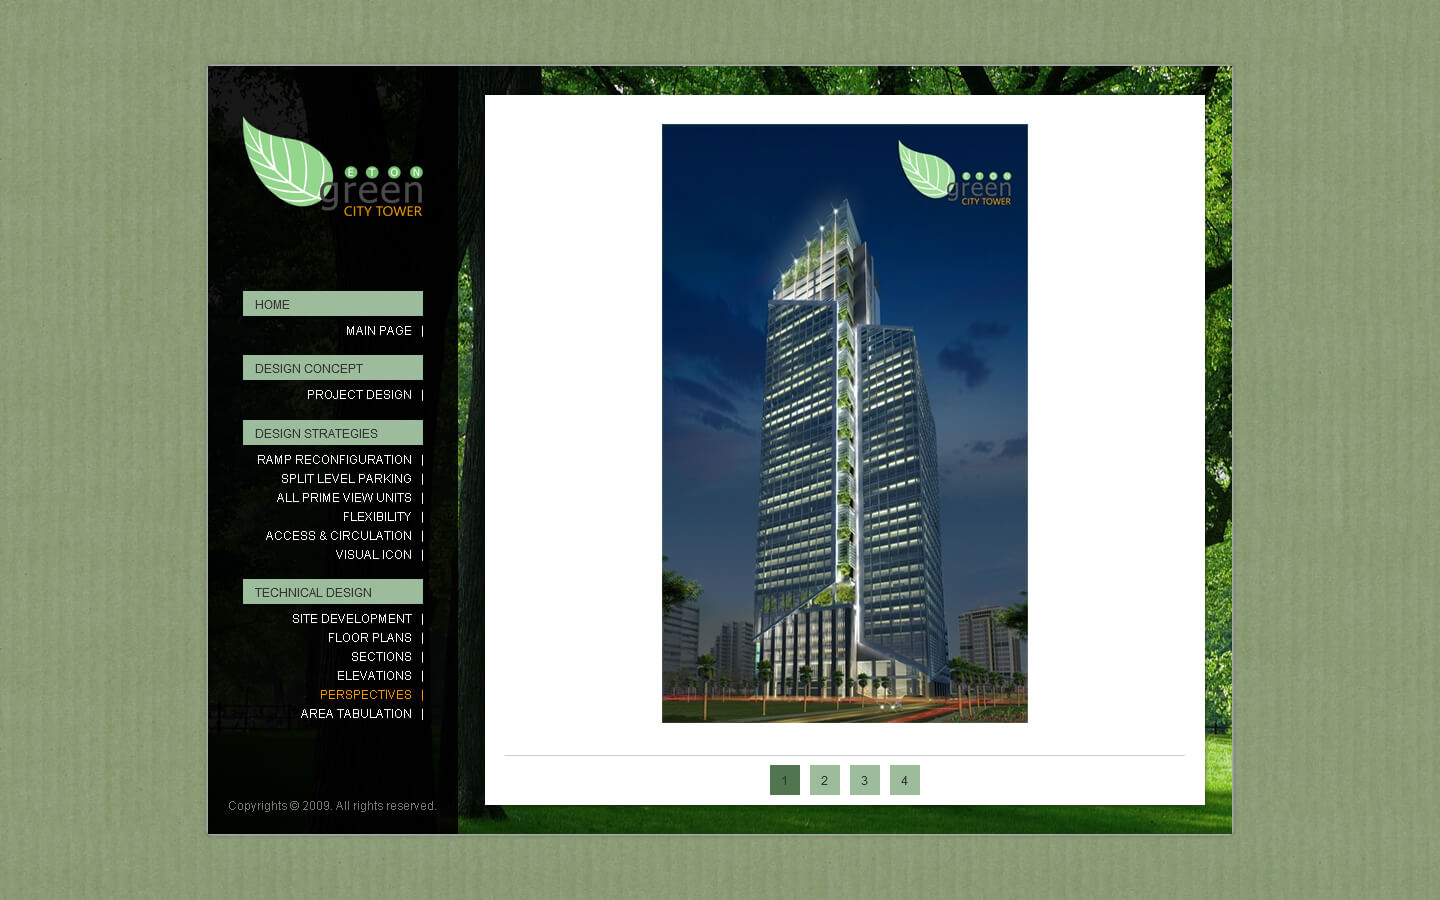 ETON
green
CITY TOWER
HOME
MAIN PAGE |
DESIGN CONCEPT
PROJECT DESIGN |
DESIGN STRATEGIES
RAMP RECONFIGURATION |
SPLIT LEVEL PARKING |
ALL PRIME VIEW UNITS |
FLEXIBILITY |
ACCESS & CIRCULATION |
VISUAL ICON |
TECHNICAL DESIGN
SITE DEVELOPMENT |
FLOOR PLANS |
SECTIONS |
ELEVATIONS |
PERSPECTIVES |
AREA TABULATION |
Copyrights © 2009. All rights reserved.
ETON
green
CITY TOWER
1 2 3 4